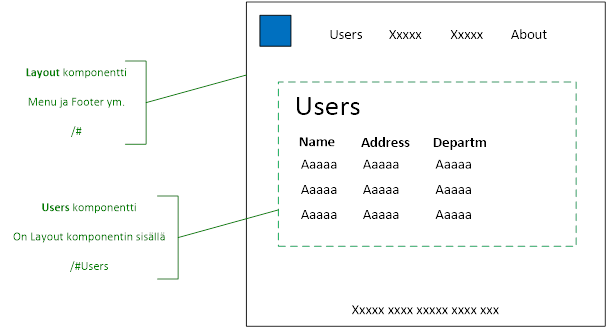 Users Xxxxx Xxxxx About
Layout komponentti
Menu ja Footer ym.
/#
Users
Name Address Departm
Aaaaa Aaaaa Aaaaa
Aaaaa Aaaaa Aaaaa
Aaaaa Aaaaa Aaaaa
Users komponentti
On Layout komponentin sisällä
/#Users
Xxxxx xxxx xxxxx xxxx xxx